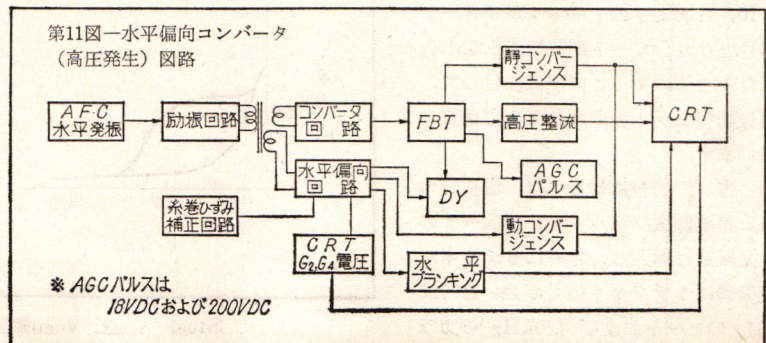 第11図―水平偏向コンバータ
(高圧発生)図路
AFC
水平発振
励振回路
コンバータ
回路
FBT
静コンバー
ジェンス
高圧整流
CRT
AGC
パルス
水平偏向
回路
DY
糸巻ひずみ
補正回路
動コンバー
ジェンス
CRT
G₂,G₄電圧
水平
ブランキング
※AGCパルスは
18VDCおよび200VDC